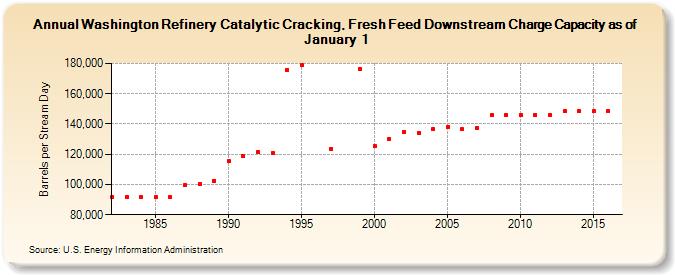 Annual Washington Refinery Catalytic Cracking, Fresh Feed Downstream Charge Capacity as of
January 1
Barrels per Stream Day
180,000
160,000
140,000
120,000
100,000
80,000
1985 1990 1995 2000 2005 2010 2015
Source: U.S. Energy Information Administration